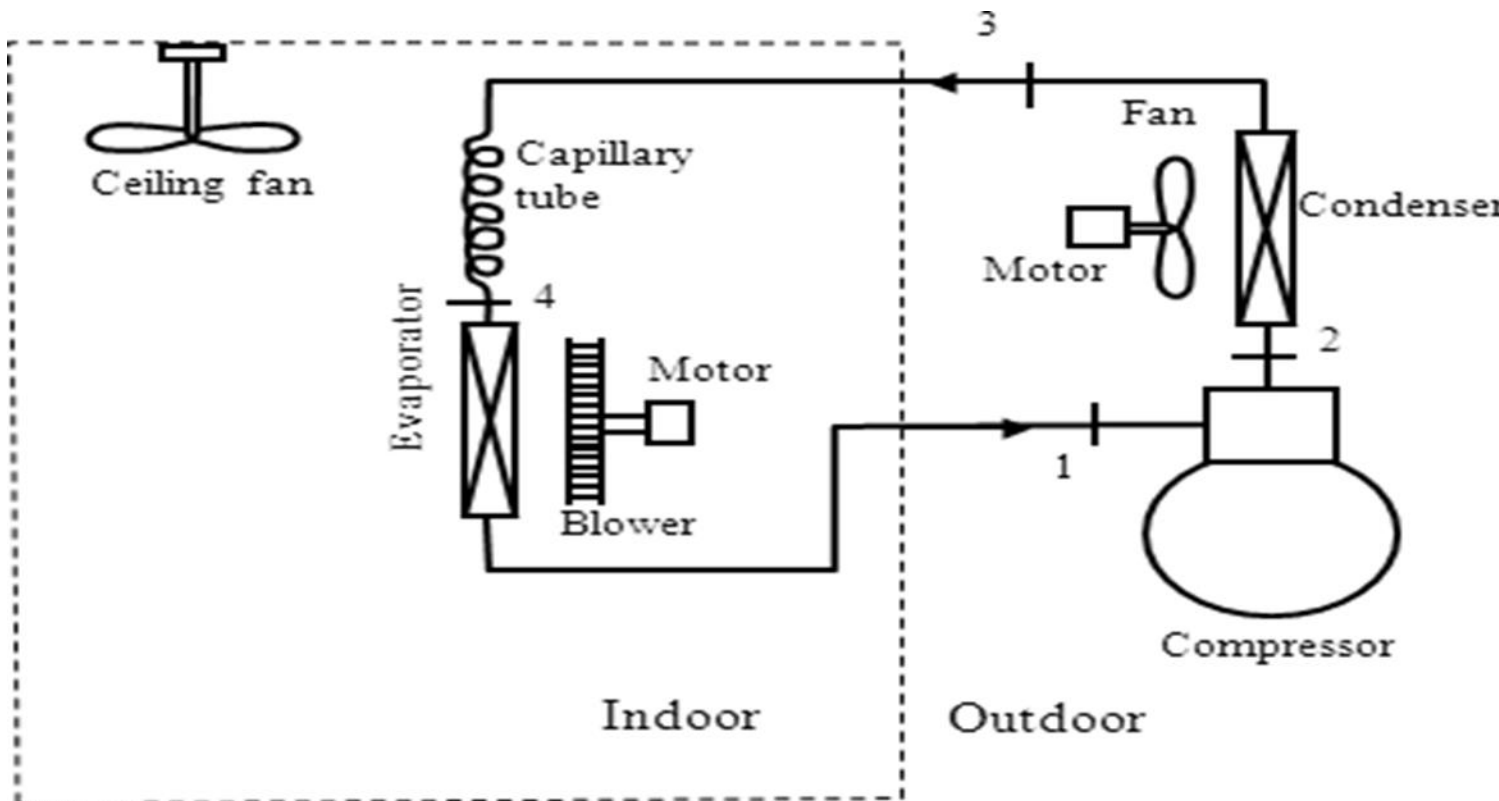 3
Fan
Capillary
tube
Ceiling fan
Condenser
Motor
4
Evaporator
2
Motor
1
Blower
Compressor
Indoor
Outdoor